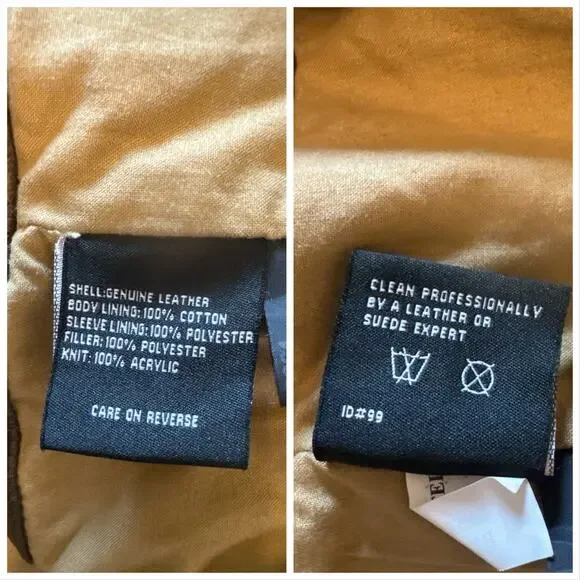 SHELL:GENUINE LEATHER
BODY LINING:100% COTTON
SLEEVE LINING:100% POLYESTER
FILLER:100% POLYESTER
KNIT:100% ACRYLIC
CARE ON REVERSE
CLEAN PROFESSIONALLY
BY A LEATHER OR
SUEDE EXPERT
ID#99